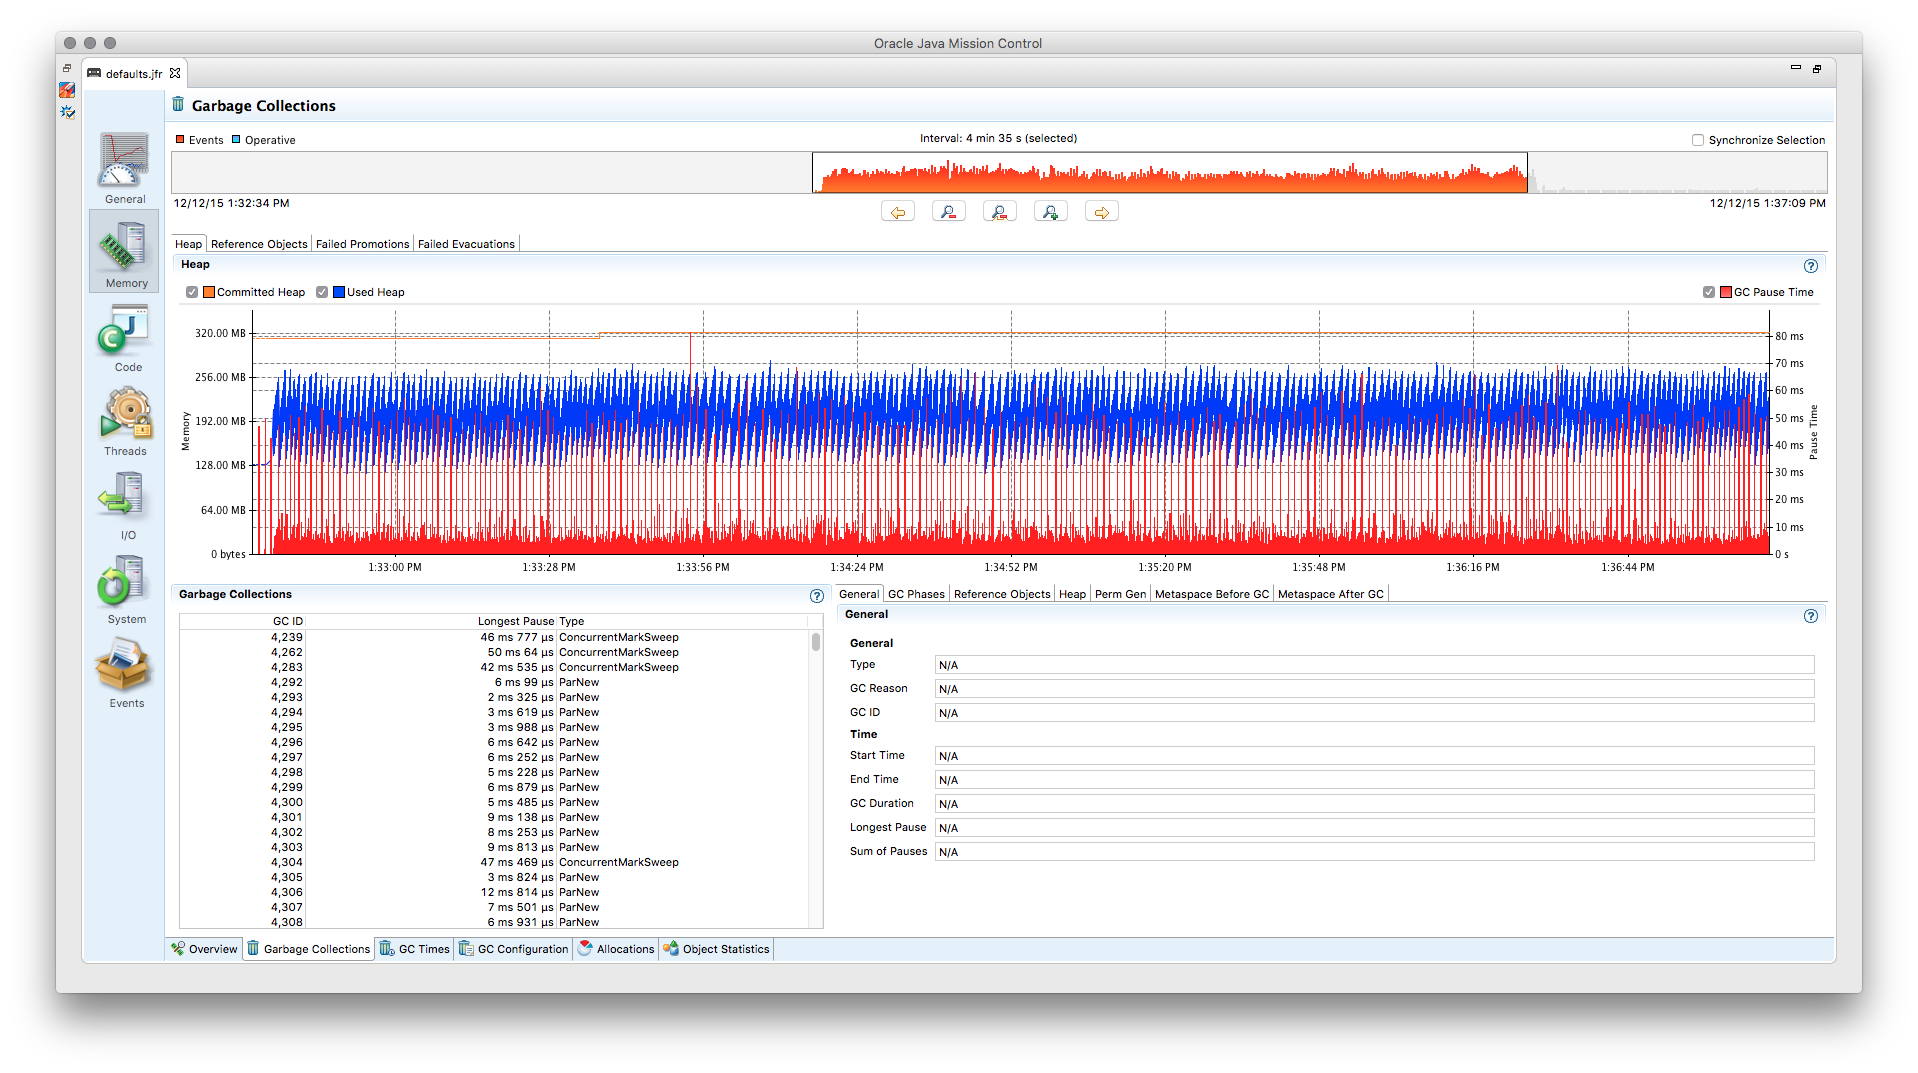 Oracle Java Mission Control
defaults.jfr
Garbage Collections
Events Operative
Interval: 4 min 35 s (selected)
Synchronize Selection
12/12/15 1:32:34 PM
12/12/15 1:37:09 PM
General
Memory
Code
Threads
I/O
System
Events
Heap Reference Objects Failed Promotions Failed Evacuations
Heap
Committed Heap Used Heap
GC Pause Time
Memory
320.00 MB
256.00 MB
192.00 MB
128.00 MB
64.00 MB
0 bytes
80 ms
70 ms
60 ms
50 ms
40 ms
30 ms
20 ms
10 ms
0 s
Pause Time
1:33:00 PM 1:33:28 PM 1:33:56 PM 1:34:24 PM 1:34:52 PM 1:35:20 PM 1:35:48 PM 1:36:16 PM 1:36:44 PM
Garbage Collections
GC ID Longest Pause Type
4,239 46 ms 777 µs ConcurrentMarkSweep
4,262 50 ms 64 µs ConcurrentMarkSweep
4,283 42 ms 535 µs ConcurrentMarkSweep
4,292 6 ms 99 µs ParNew
4,293 2 ms 325 µs ParNew
4,294 3 ms 619 µs ParNew
4,295 3 ms 988 µs ParNew
4,296 6 ms 642 µs ParNew
4,297 6 ms 252 µs ParNew
4,298 5 ms 228 µs ParNew
4,299 6 ms 879 µs ParNew
4,300 5 ms 485 µs ParNew
4,301 9 ms 138 µs ParNew
4,302 8 ms 253 µs ParNew
4,303 9 ms 813 µs ParNew
4,304 47 ms 469 µs ConcurrentMarkSweep
4,305 3 ms 824 µs ParNew
4,306 12 ms 814 µs ParNew
4,307 7 ms 501 µs ParNew
4,308 6 ms 931 µs ParNew
General GC Phases Reference Objects Heap Perm Gen Metaspace Before GC Metaspace After GC
General
General
Type N/A
GC Reason N/A
GC ID N/A
Time
Start Time N/A
End Time N/A
GC Duration N/A
Longest Pause N/A
Sum of Pauses N/A
Overview Garbage Collections GC Times GC Configuration Allocations Object Statistics